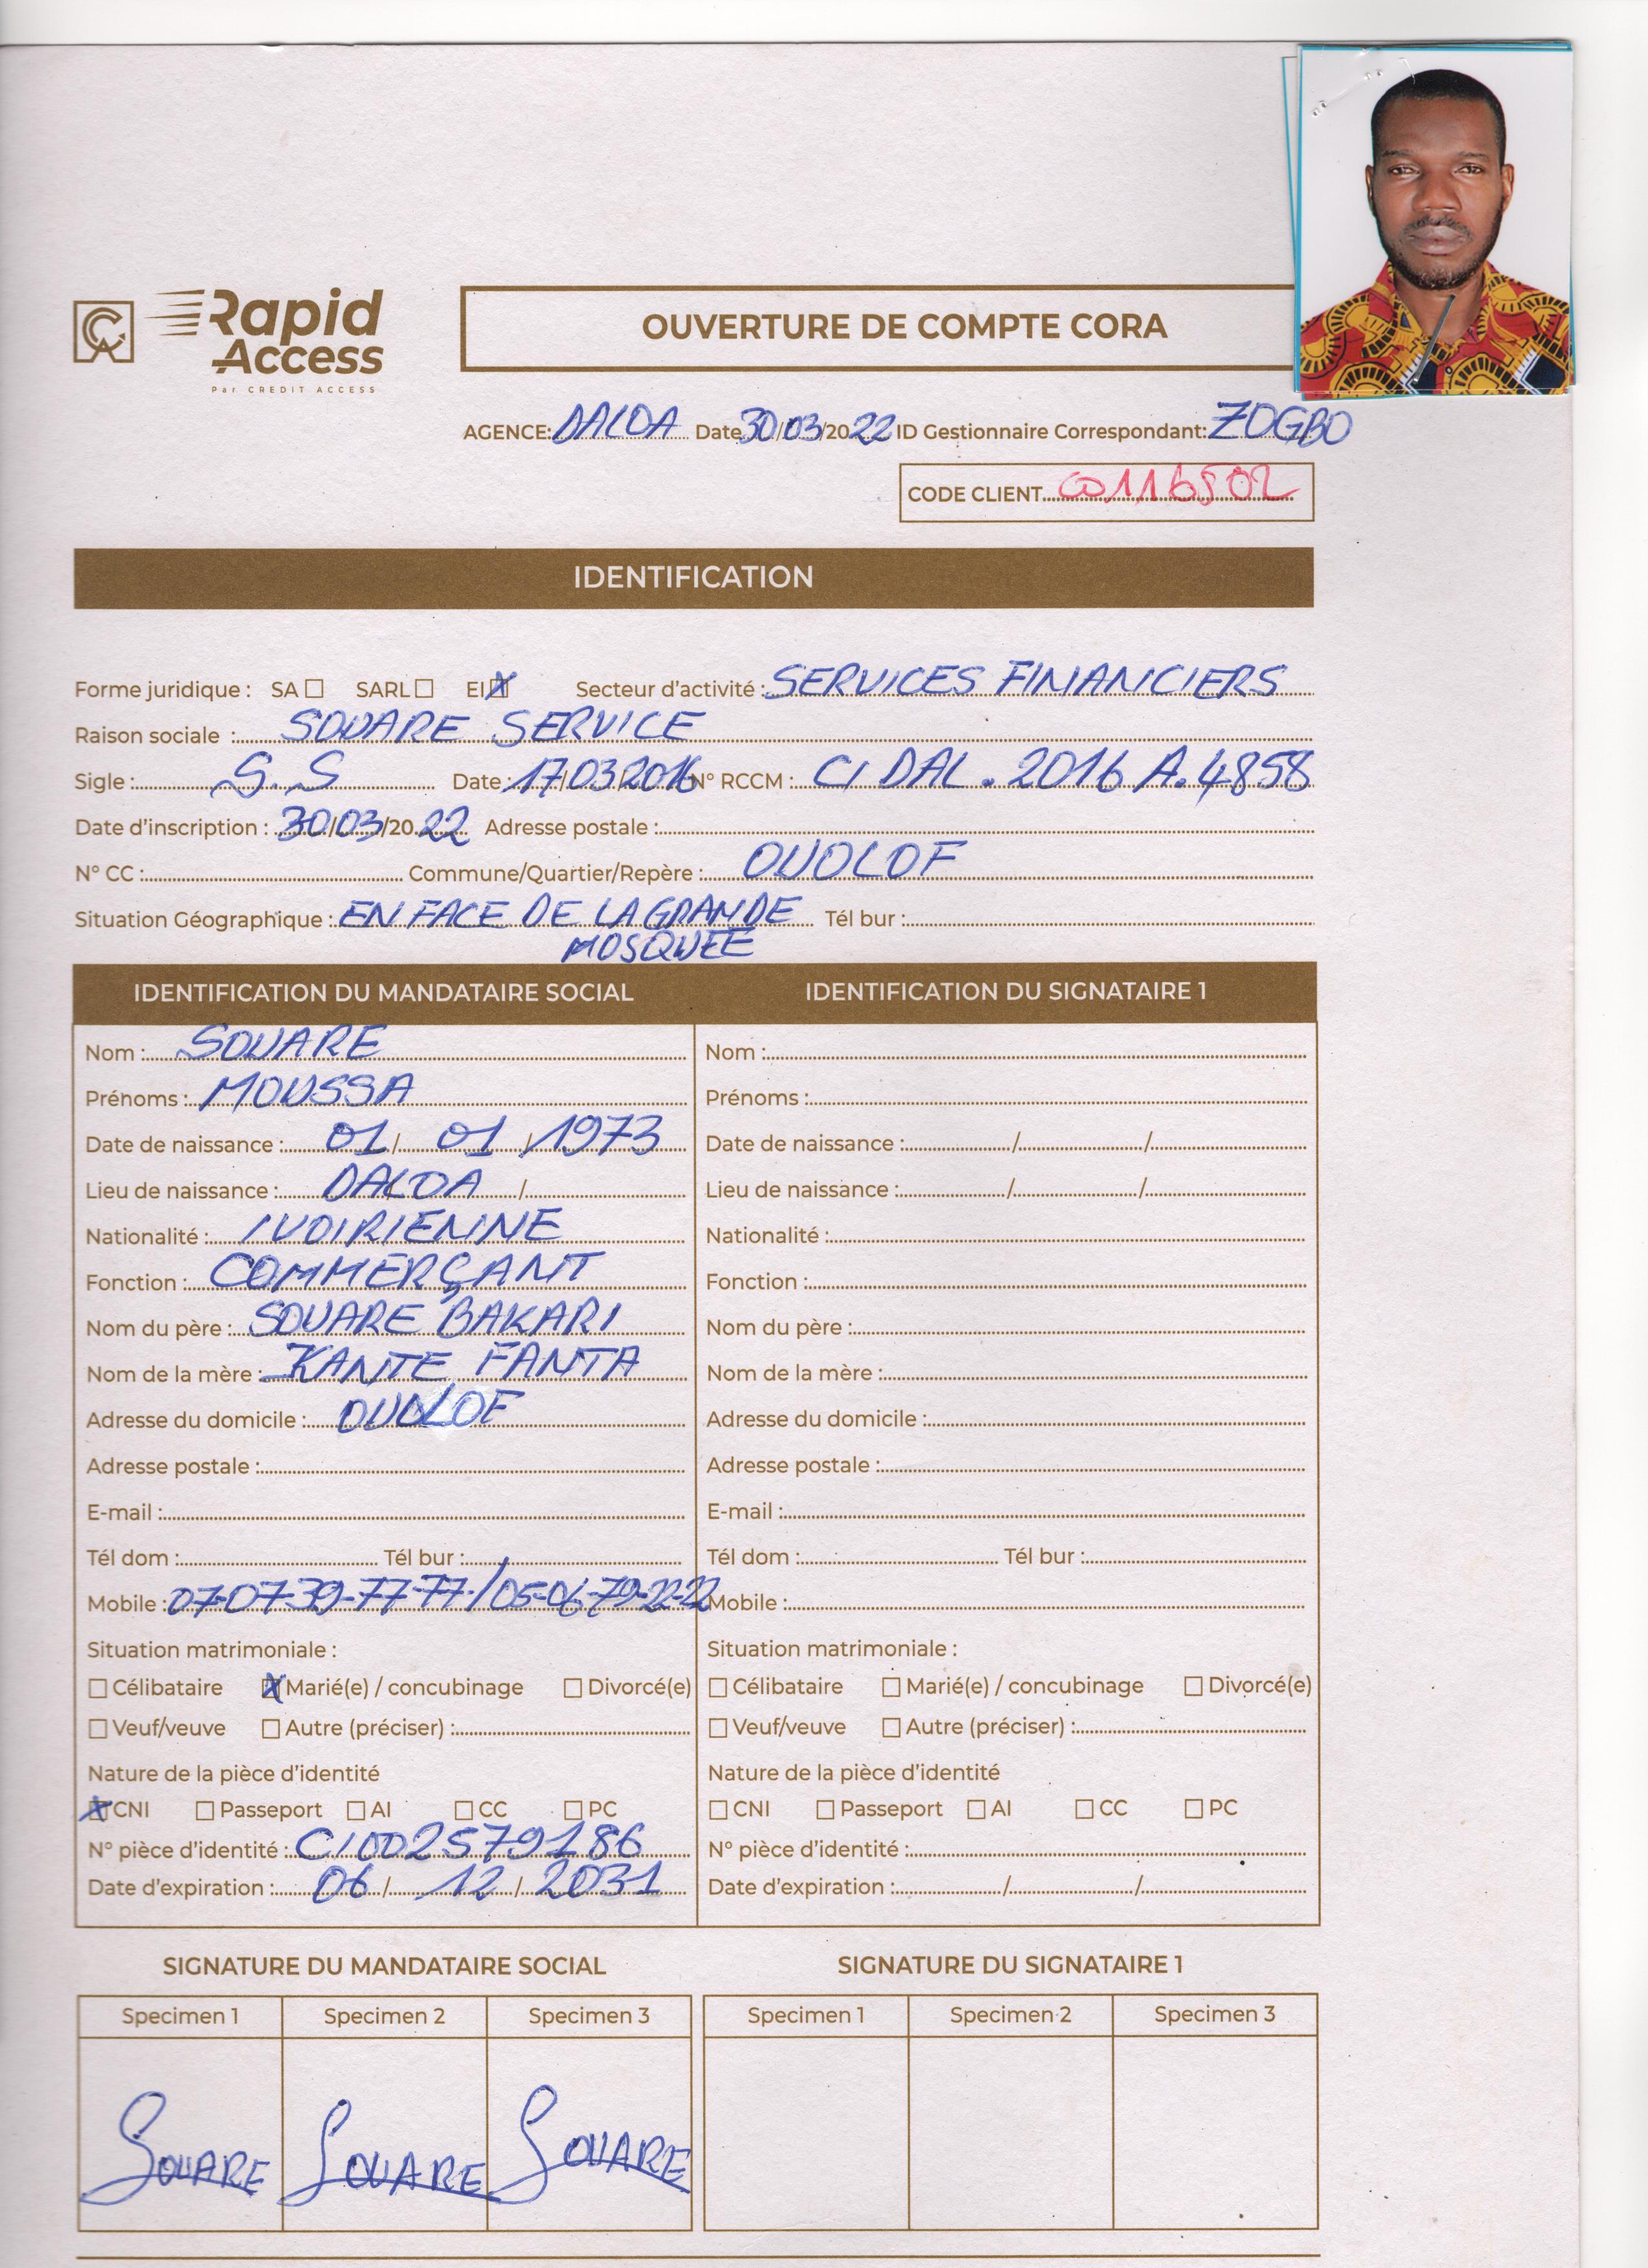 Rapid
Access
Par CREDIT ACCESS
OUVERTURE DE COMPTE CORA
AGENCE: DALOA Date 30/03/2022 ID Gestionnaire Correspondant: ZOGBO
CODE CLIENT 00116502
IDENTIFICATION
Forme juridique : SA ☐ SARL ☐ EI ☒ Secteur d'activité : SERVICES FINANCIERS
Raison sociale : SOUARE SERVICE
Sigle : S.S Date : 17/03/2016 N° RCCM : CI DAL . 2016 A. 4858
Date d'inscription : 30/03/2022 Adresse postale :
N° CC : Commune/Quartier/Repère : OUOLOF
Situation Géographique : EN FACE DE LA GRANDE Tél bur :
MOSQUEE
IDENTIFICATION DU MANDATAIRE SOCIAL IDENTIFICATION DU SIGNATAIRE 1
Nom : SOUARE Nom :
Prénoms : MOUSSA Prénoms :
Date de naissance : 01 / 01 / 1973 Date de naissance : / /
Lieu de naissance : DALOA / Lieu de naissance : / /
Nationalité : IVOIRIENNE Nationalité :
Fonction : COMMERÇANT Fonction :
Nom du père : SOUARE BAKARI Nom du père :
Nom de la mère : KANTE FANTA Nom de la mère :
Adresse du domicile : OUOLOF Adresse du domicile :
Adresse postale : Adresse postale :
E-mail : E-mail :
Tél dom : Tél bur : Tél dom : Tél bur :
Mobile : 07-07-39-77-77 / 05-06-79-22-22 Mobile :
Situation matrimoniale : Situation matrimoniale :
☐ Célibataire ☒ Marié(e) / concubinage ☐ Divorcé(e) ☐ Célibataire ☐ Marié(e) / concubinage ☐ Divorcé(e)
☐ Veuf/veuve ☐ Autre (préciser) : ☐ Veuf/veuve ☐ Autre (préciser) :
Nature de la pièce d'identité Nature de la pièce d'identité
☒ CNI ☐ Passeport ☐ AI ☐ CC ☐ PC ☐ CNI ☐ Passeport ☐ AI ☐ CC ☐ PC
N° pièce d'identité : CI002579186 N° pièce d'identité :
Date d'expiration : 06 / 12 / 2031 Date d'expiration : / /
SIGNATURE DU MANDATAIRE SOCIAL SIGNATURE DU SIGNATAIRE 1
Specimen 1 Specimen 2 Specimen 3 Specimen 1 Specimen 2 Specimen 3
SOUARE SOUARE SOUARE